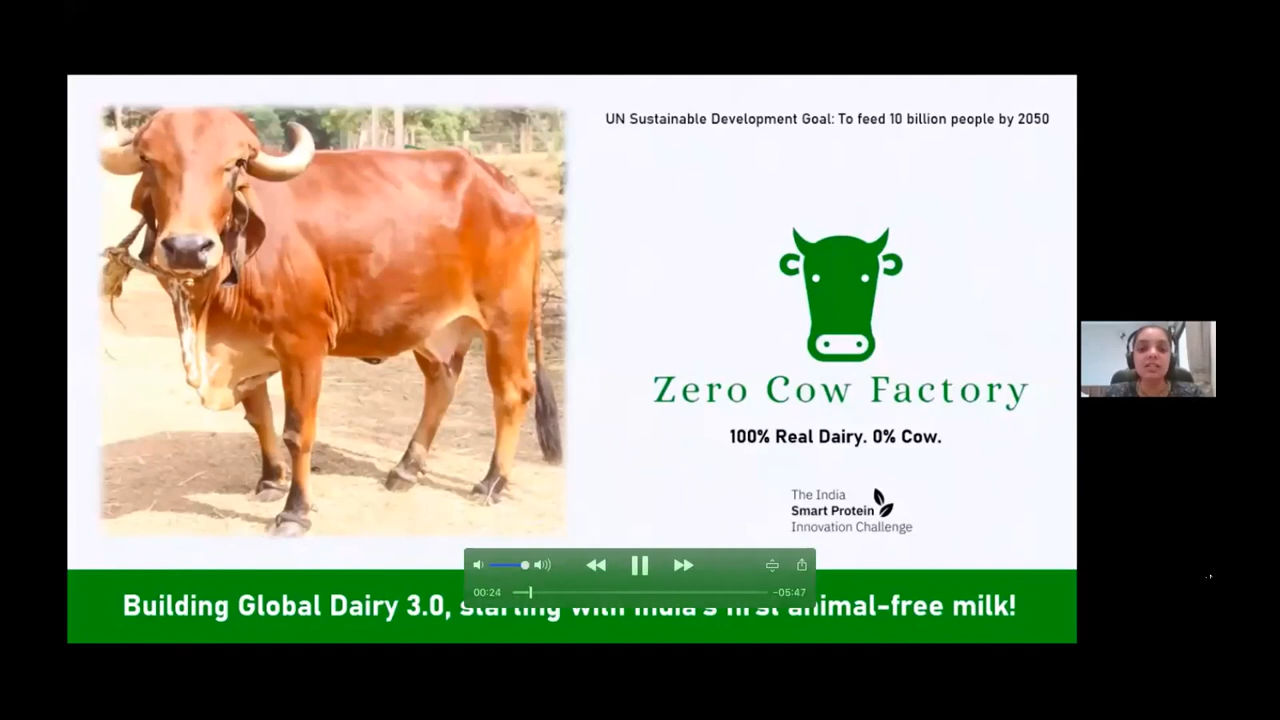 UN Sustainable Development Goal: To feed 10 billion people by 2050
Zero Cow Factory
100% Real Dairy. 0% Cow.
The India
Smart Protein
Innovation Challenge
00:24
-05:47
Building Global Dairy 3.0, starting with India's first animal-free milk!